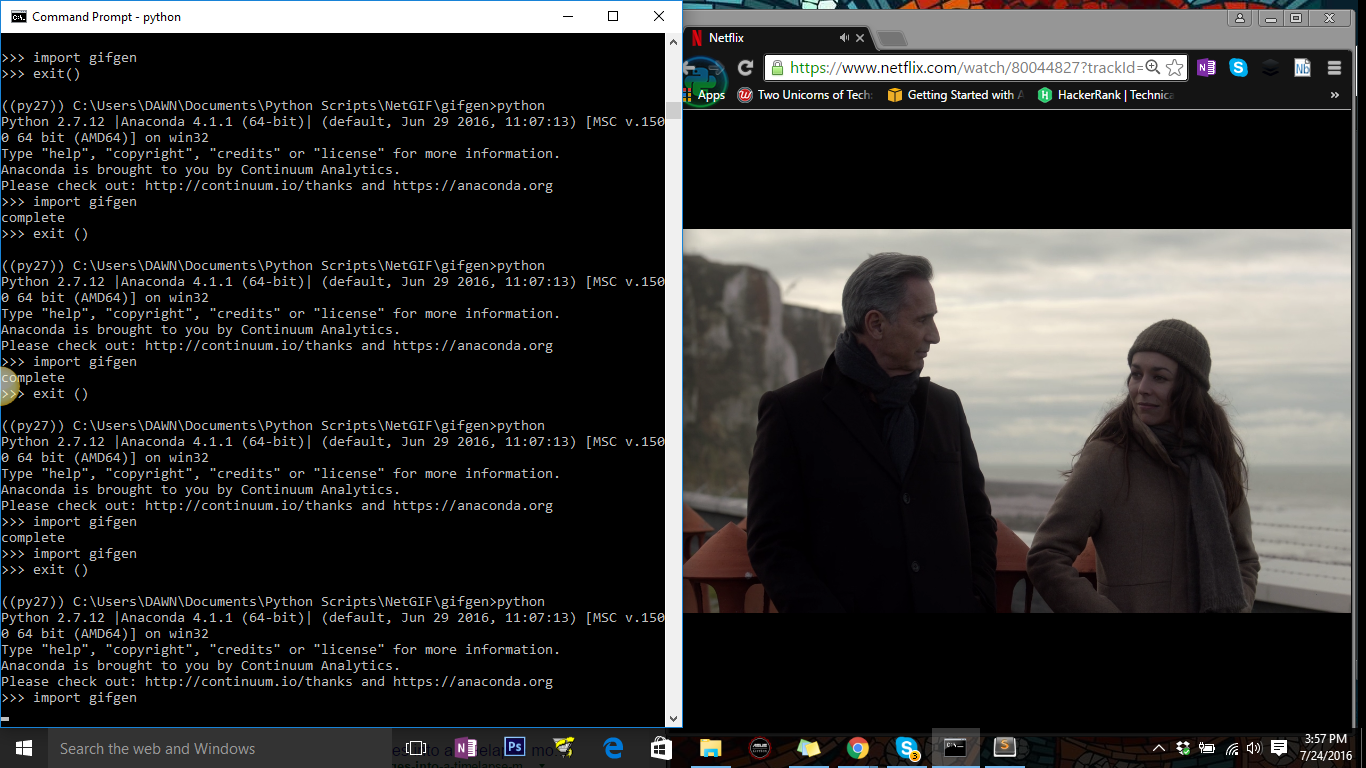 Command Prompt - python
>>> import gifgen
>>> exit()
((py27)) C:\Users\DAWN\Documents\Python Scripts\NetGIF\gifgen>python
Python 2.7.12 |Anaconda 4.1.1 (64-bit)| (default, Jun 29 2016, 11:07:13) [MSC v.150
0 64 bit (AMD64)] on win32
Type "help", "copyright", "credits" or "license" for more information.
Anaconda is brought to you by Continuum Analytics.
Please check out: http://continuum.io/thanks and https://anaconda.org
>>> import gifgen
complete
>>> exit ()
((py27)) C:\Users\DAWN\Documents\Python Scripts\NetGIF\gifgen>python
Python 2.7.12 |Anaconda 4.1.1 (64-bit)| (default, Jun 29 2016, 11:07:13) [MSC v.150
0 64 bit (AMD64)] on win32
Type "help", "copyright", "credits" or "license" for more information.
Anaconda is brought to you by Continuum Analytics.
Please check out: http://continuum.io/thanks and https://anaconda.org
>>> import gifgen
complete
>>> exit ()
((py27)) C:\Users\DAWN\Documents\Python Scripts\NetGIF\gifgen>python
Python 2.7.12 |Anaconda 4.1.1 (64-bit)| (default, Jun 29 2016, 11:07:13) [MSC v.150
0 64 bit (AMD64)] on win32
Type "help", "copyright", "credits" or "license" for more information.
Anaconda is brought to you by Continuum Analytics.
Please check out: http://continuum.io/thanks and https://anaconda.org
>>> import gifgen
complete
>>> import gifgen
>>> exit ()
((py27)) C:\Users\DAWN\Documents\Python Scripts\NetGIF\gifgen>python
Python 2.7.12 |Anaconda 4.1.1 (64-bit)| (default, Jun 29 2016, 11:07:13) [MSC v.150
0 64 bit (AMD64)] on win32
Type "help", "copyright", "credits" or "license" for more information.
Anaconda is brought to you by Continuum Analytics.
Please check out: http://continuum.io/thanks and https://anaconda.org
>>> import gifgen
Netflix
https://www.netflix.com/watch/80044827?trackId=
Apps Two Unicorns of Tech Getting Started with HackerRank | Technica
Search the web and Windows
Ps
3:57 PM
7/24/2016